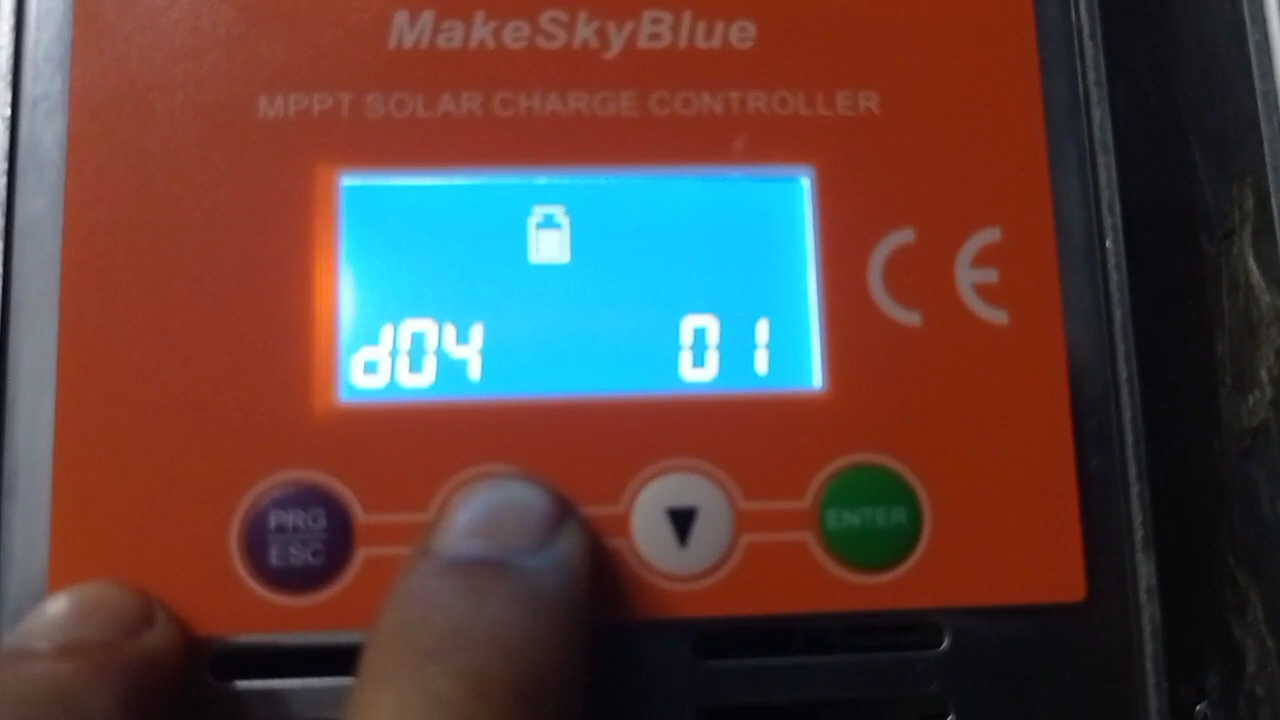 MakeSkyBlue
MPPT SOLAR CHARGE CONTROLLER
CE
d04 01
PRG
ESC
ENTER